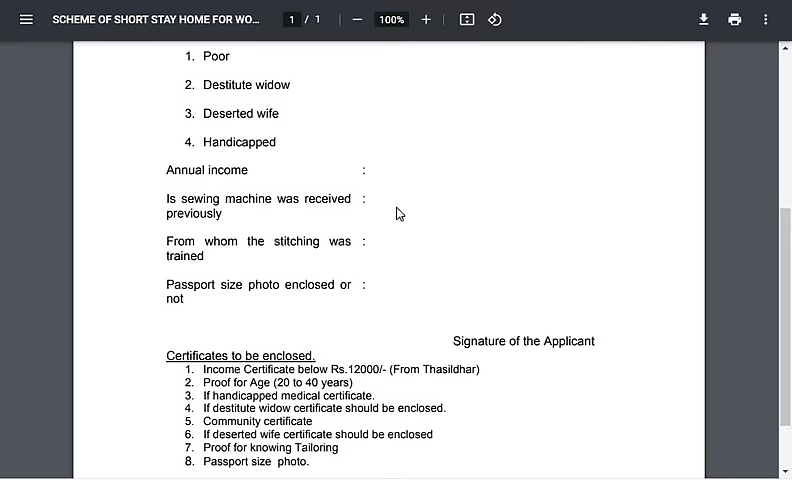 SCHEME OF SHORT STAY HOME FOR WO... 1 / 1 100%
1. Poor
2. Destitute widow
3. Deserted wife
4. Handicapped
Annual income :
Is sewing machine was received :
previously
From whom the stitching was :
trained
Passport size photo enclosed or :
not
Signature of the Applicant
Certificates to be enclosed.
1. Income Certificate below Rs.12000/- (From Thasildhar)
2. Proof for Age (20 to 40 years)
3. If handicapped medical certificate.
4. If destitute widow certificate should be enclosed.
5. Community certificate
6. If deserted wife certificate should be enclosed
7. Proof for knowing Tailoring
8. Passport size photo.